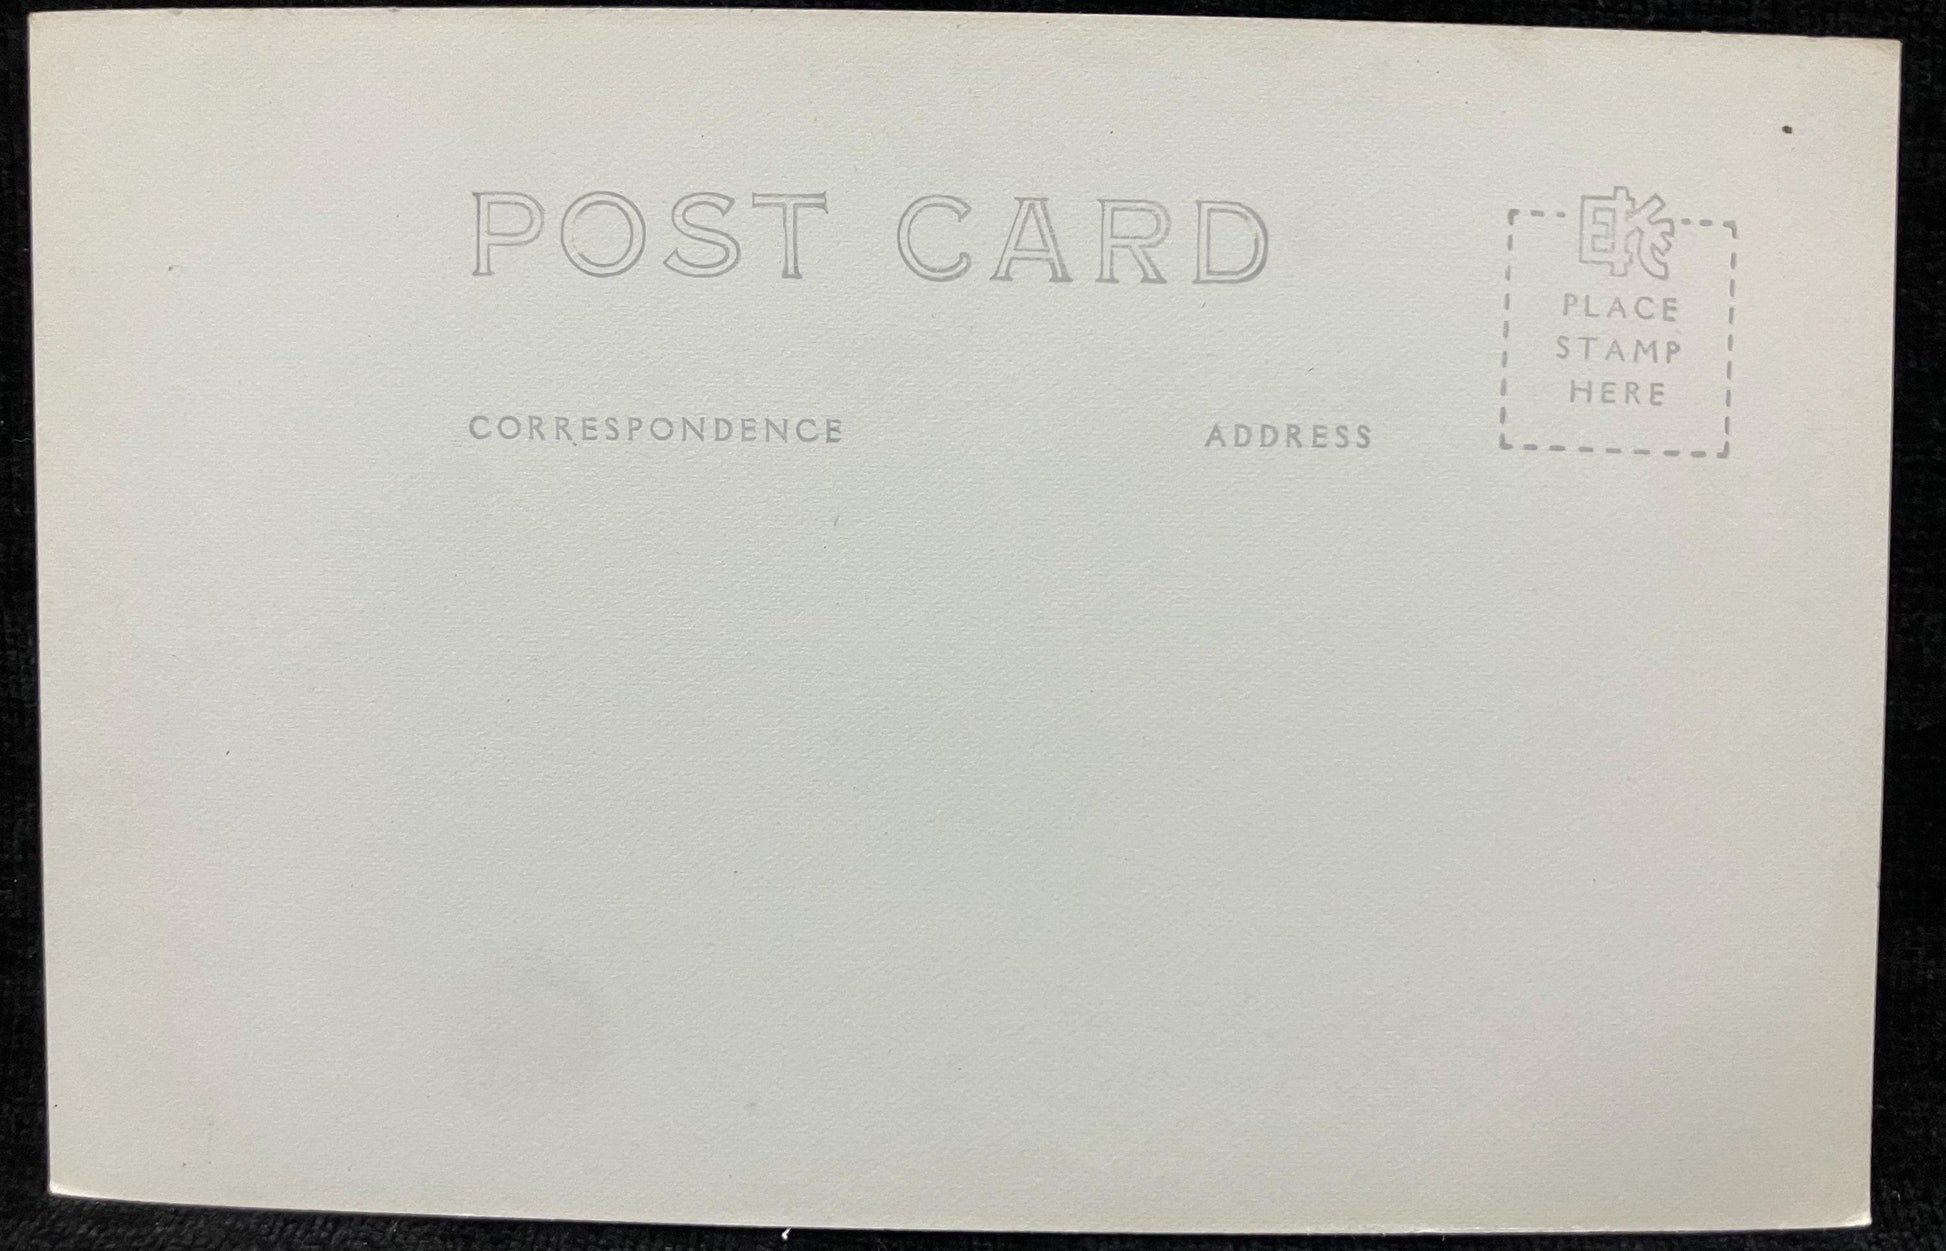 POST CARD
EKC
PLACE
STAMP
HERE
CORRESPONDENCE
ADDRESS